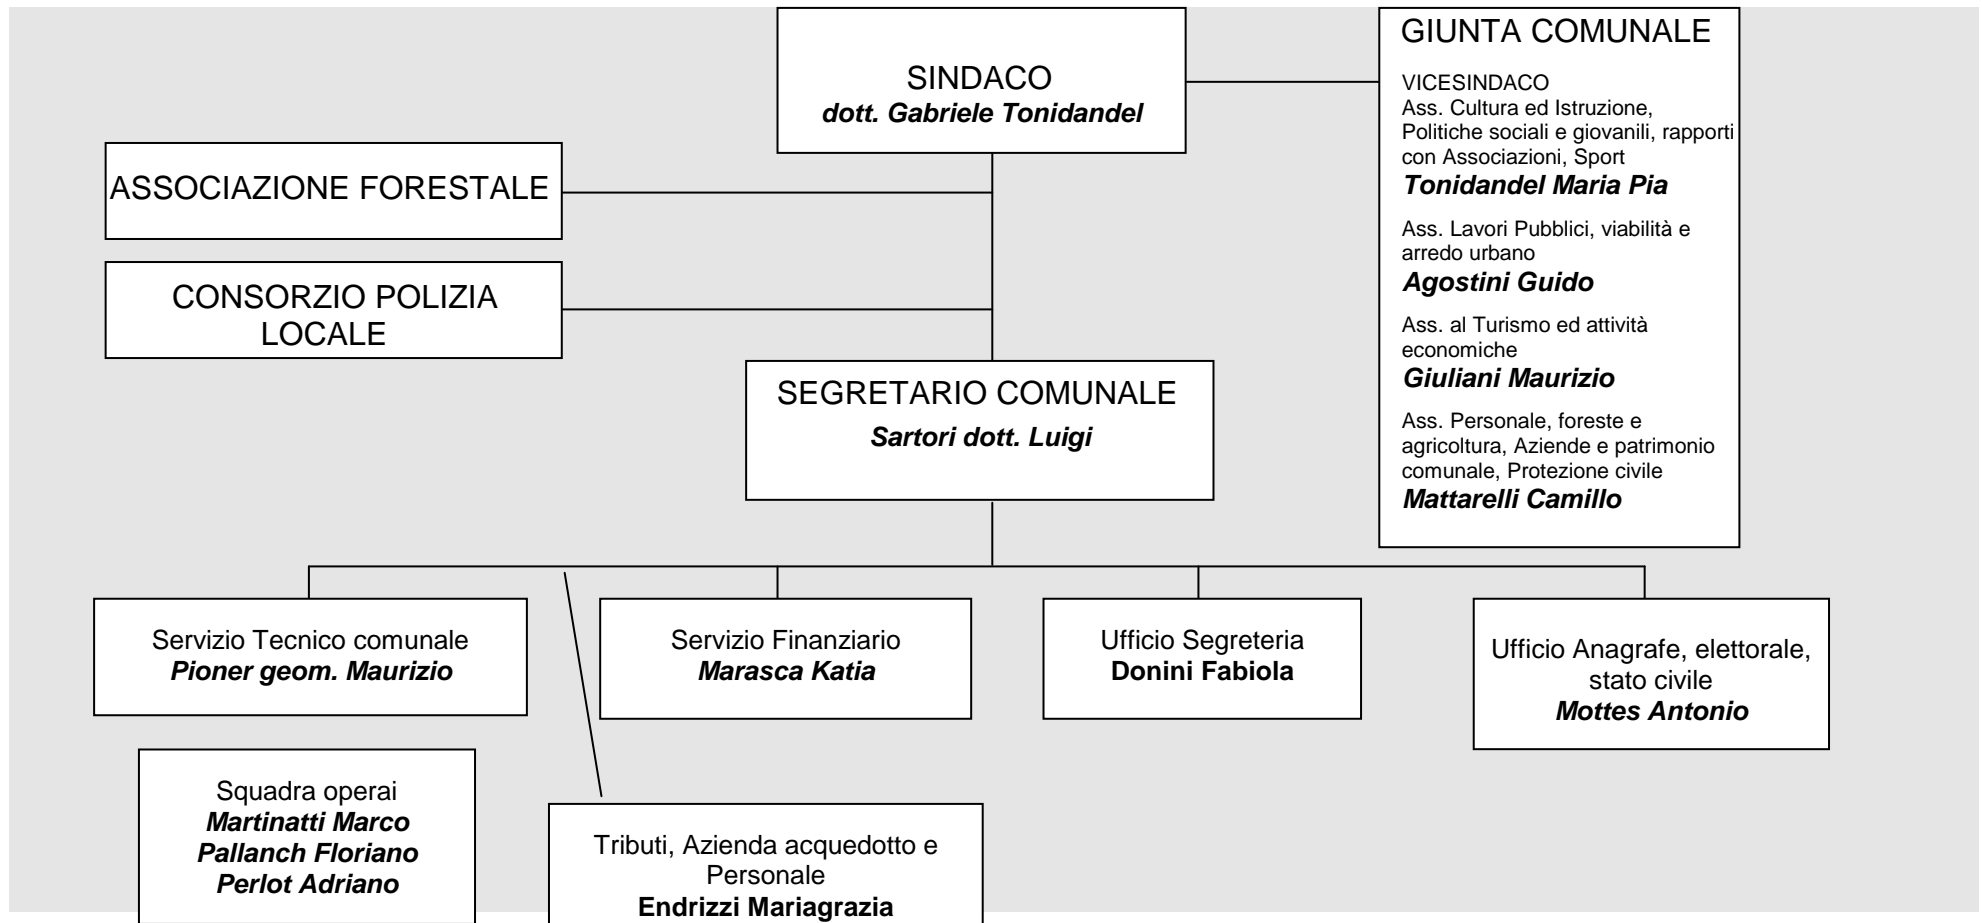 SINDACO
dott. Gabriele Tonidandel
GIUNTA COMUNALE
VICESINDACO
Ass. Cultura ed Istruzione,
Politiche sociali e giovanili, rapporti
con Associazioni, Sport
Tonidandel Maria Pia
Ass. Lavori Pubblici, viabilità e
arredo urbano
Agostini Guido
Ass. al Turismo ed attività
economiche
Giuliani Maurizio
Ass. Personale, foreste e
agricoltura, Aziende e patrimonio
comunale, Protezione civile
Mattarelli Camillo
ASSOCIAZIONE FORESTALE
CONSORZIO POLIZIA
LOCALE
SEGRETARIO COMUNALE
Sartori dott. Luigi
Servizio Tecnico comunale
Pioner geom. Maurizio
Servizio Finanziario
Marasca Katia
Ufficio Segreteria
Donini Fabiola
Ufficio Anagrafe, elettorale,
stato civile
Mottes Antonio
Squadra operai
Martinatti Marco
Pallanch Floriano
Perlot Adriano
Tributi, Azienda acquedotto e
Personale
Endrizzi Mariagrazia